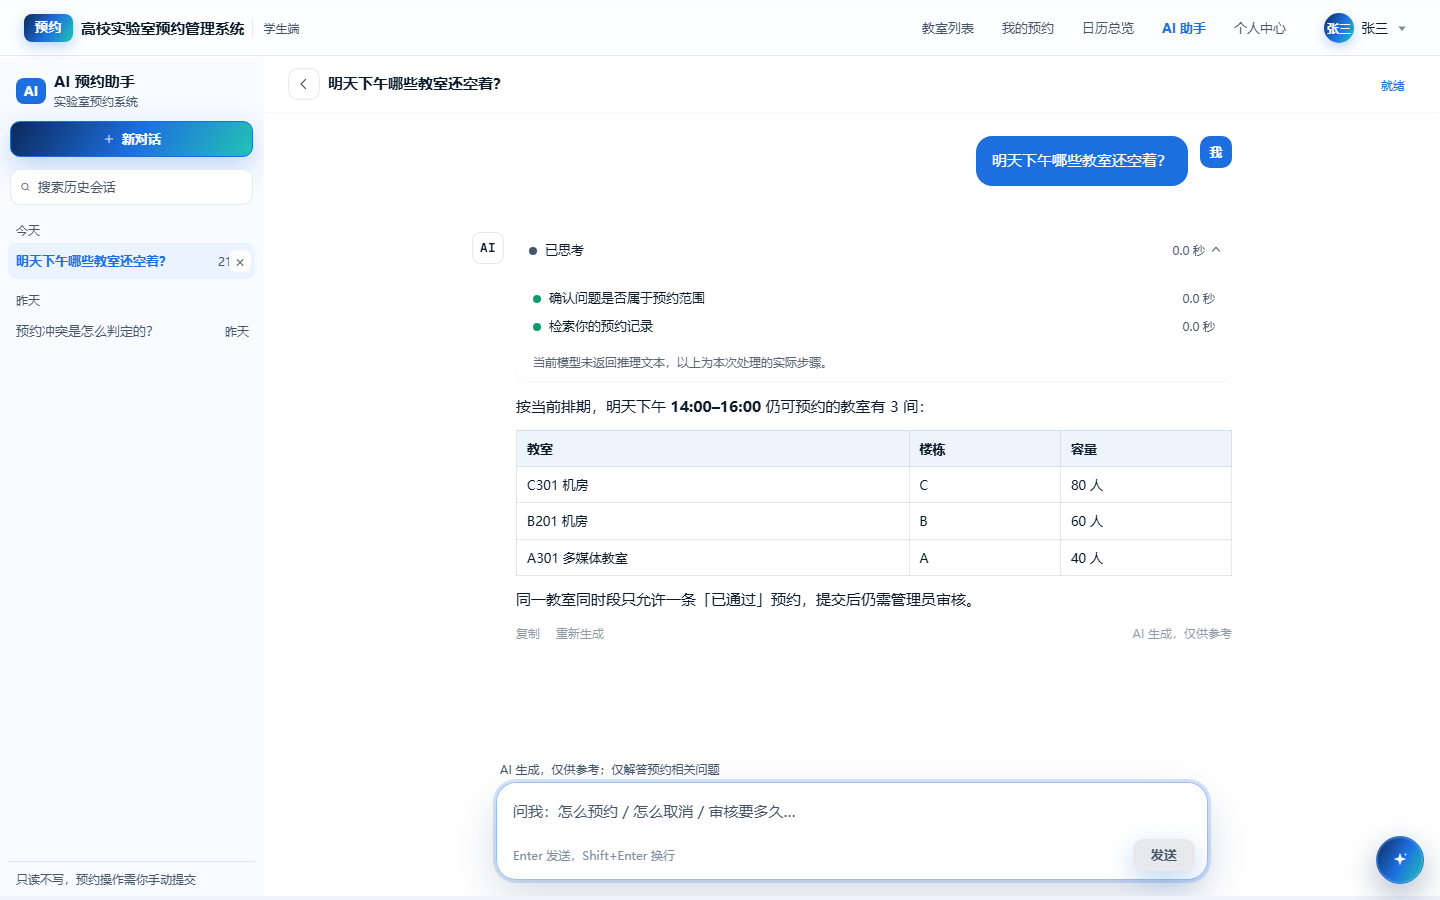 预约 高校实验室预约管理系统 学生端 教室列表 我的预约 日历总览 AI 助手 个人中心 张三 张三
AI AI 预约助手
实验室预约系统
+ 新对话
搜索历史会话
今天
明天下午哪些教室还空着？ 21 ×
昨天
预约冲突是怎么判定的？ 昨天
只读不写，预约操作需你手动提交
明天下午哪些教室还空着？ 就绪
明天下午哪些教室还空着？ 我
AI 已思考 0.0 秒
确认问题是否属于预约范围 0.0 秒
检索你的预约记录 0.0 秒
当前模型未返回推理文本，以上为本次处理的实际步骤。
按当前排期，明天下午 14:00–16:00 仍可预约的教室有 3 间：
教室 楼栋 容量
C301 机房 C 80 人
B201 机房 B 60 人
A301 多媒体教室 A 40 人
同一教室同时段只允许一条「已通过」预约，提交后仍需管理员审核。
复制 重新生成 AI 生成，仅供参考
AI 生成，仅供参考；仅解答预约相关问题
问我：怎么预约 / 怎么取消 / 审核要多久...
Enter 发送，Shift+Enter 换行 发送